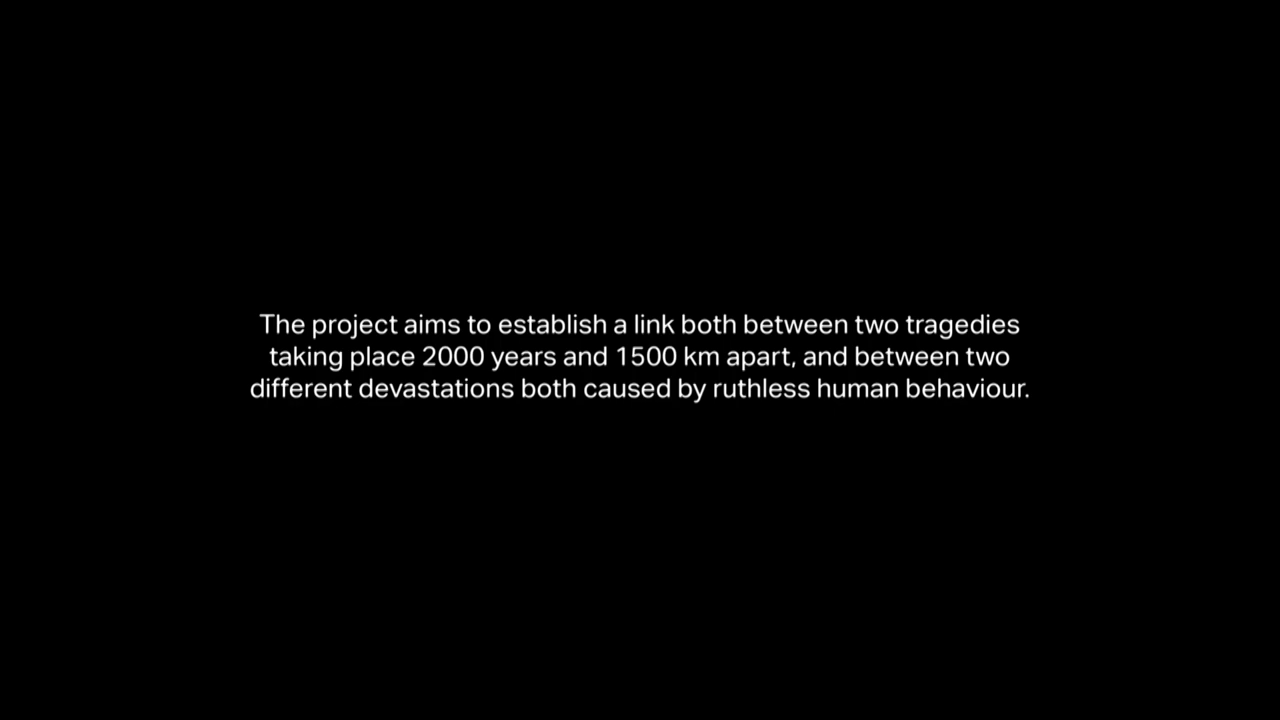 The project aims to establish a link both between two tragedies
taking place 2000 years and 1500 km apart, and between two
different devastations both caused by ruthless human behaviour.